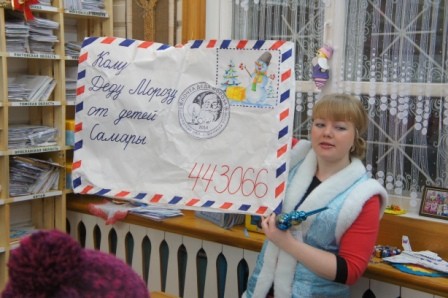 Кому
Деду Морозу
от детей
Самары
443066